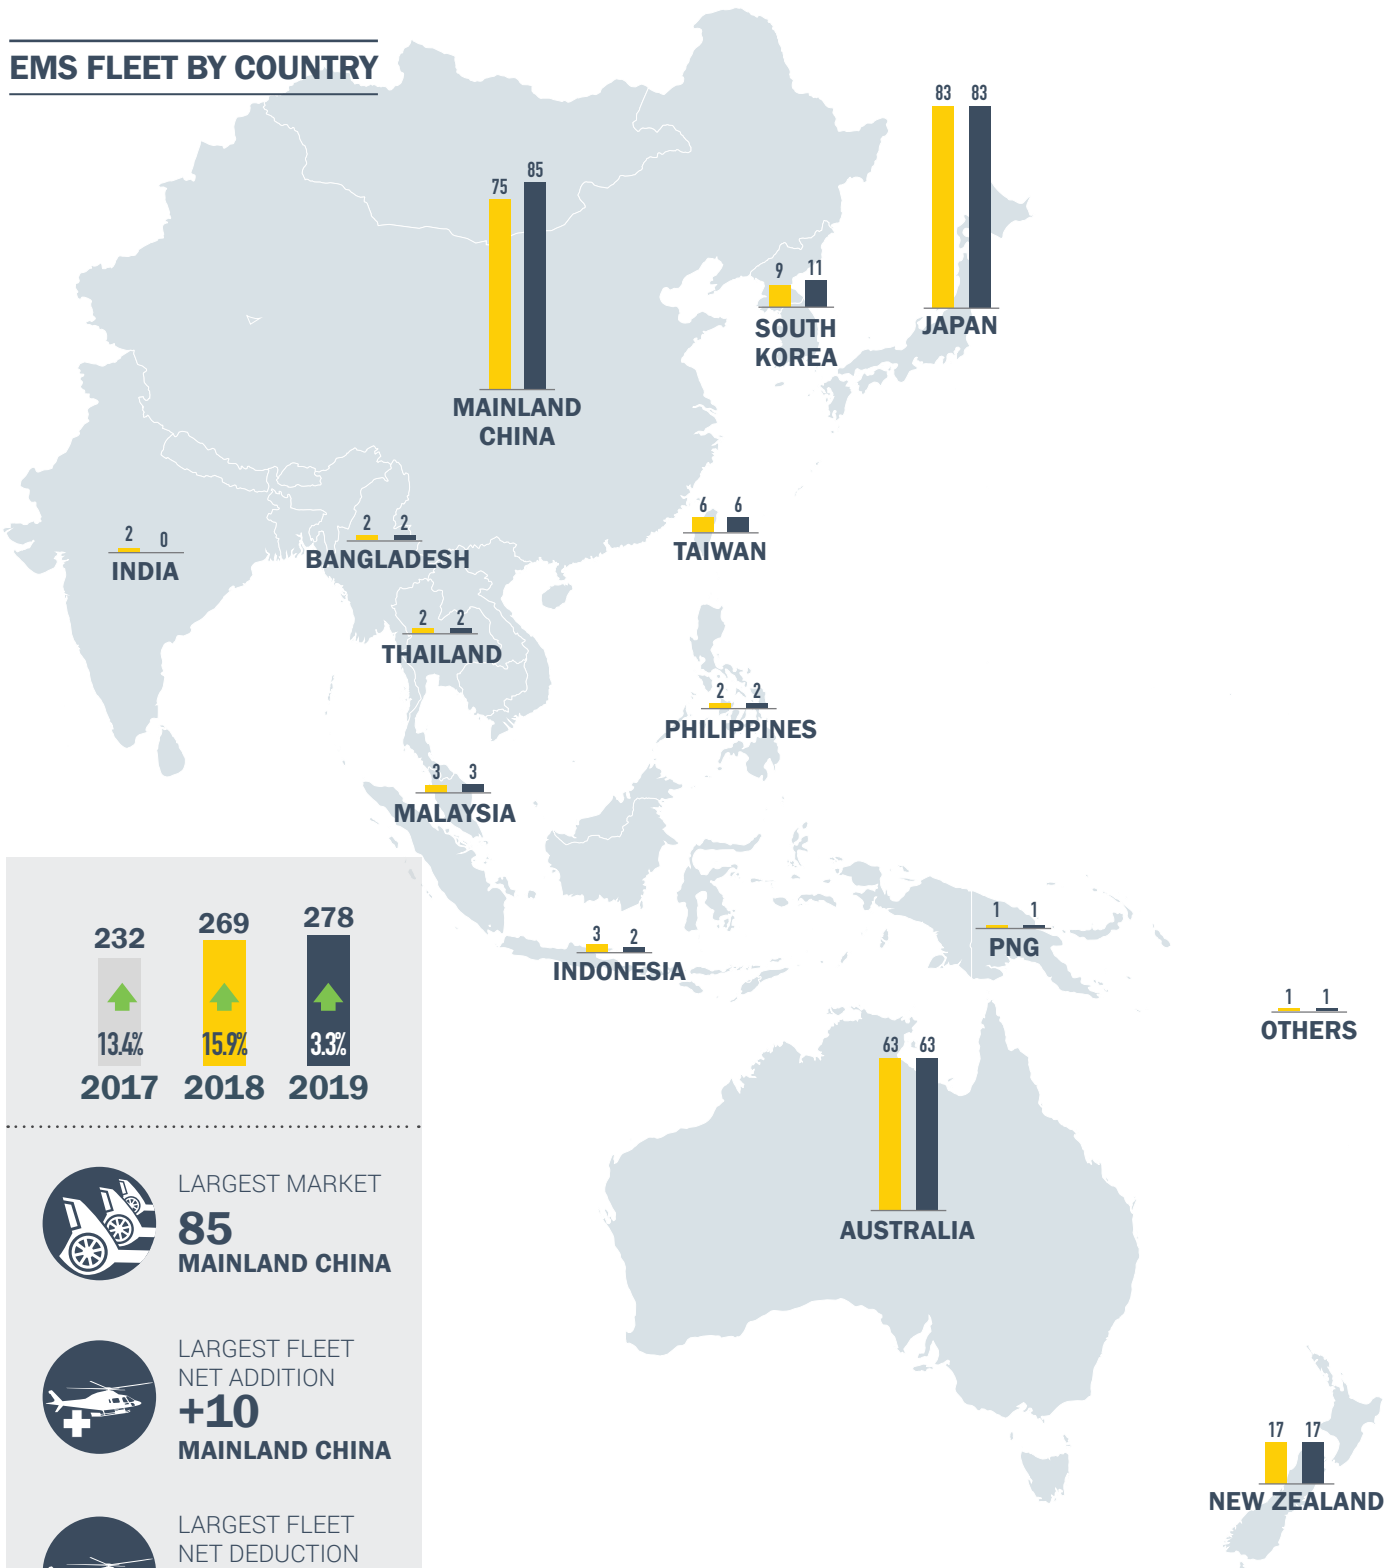 EMS FLEET BY COUNTRY
83 83
JAPAN
75 85
MAINLAND
CHINA
9 11
SOUTH
KOREA
6 6
TAIWAN
2 0
INDIA
2 2
BANGLADESH
2 2
THAILAND
2 2
PHILIPPINES
3 3
MALAYSIA
3 2
INDONESIA
1 1
PNG
1 1
OTHERS
63 63
AUSTRALIA
17 17
NEW ZEALAND
232 269 278
13.4% 15.9% 3.3%
2017 2018 2019
LARGEST MARKET
85
MAINLAND CHINA
LARGEST FLEET
NET ADDITION
+10
MAINLAND CHINA
LARGEST FLEET
NET DEDUCTION